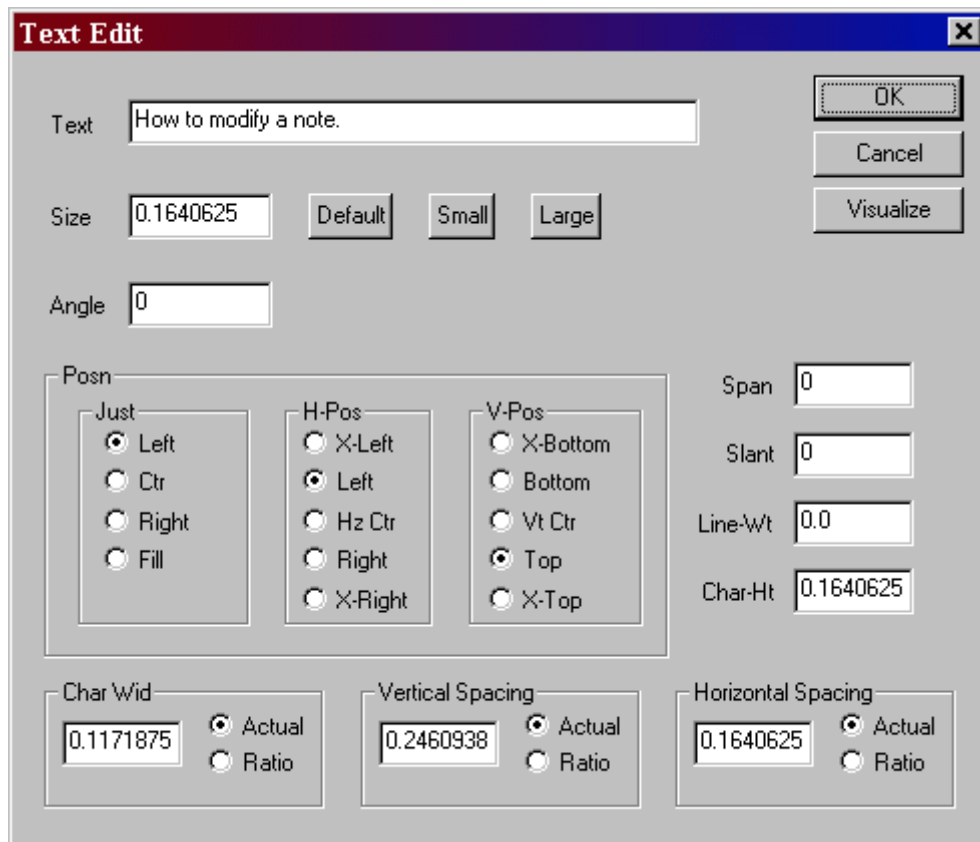 Text Edit
Text How to modify a note. OK
Cancel
Size 0.1640625 Default Small Large Visualize
Angle 0
Posn
Span 0
Just H-Pos V-Pos
Left X-Left X-Bottom
Slant 0
Ctr Left Bottom
Right Hz Ctr Vt Ctr Line-Wt 0.0
Fill Right Top
Char-Ht 0.1640625
X-Right X-Top
Char Wid Vertical Spacing Horizontal Spacing
0.1171875 Actual 0.2460938 Actual 0.1640625 Actual
Ratio Ratio Ratio